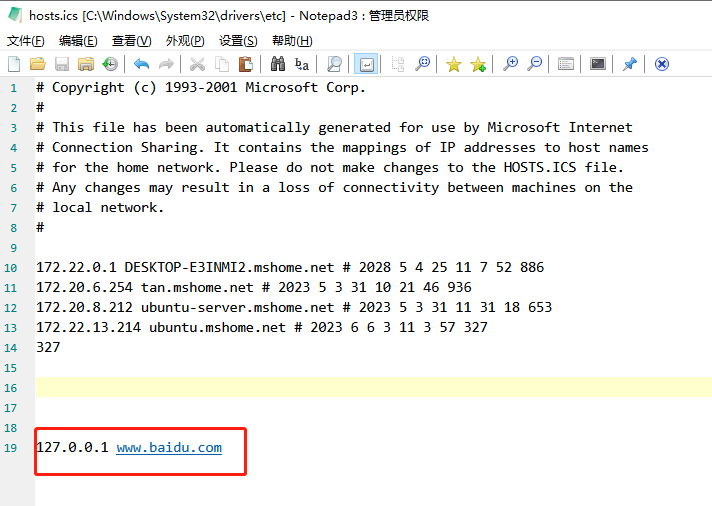 hosts.ics [C:\Windows\System32\drivers\etc] - Notepad3 : 管理员权限
文件(F) 编辑(E) 查看(V) 外观(P) 设置(S) 帮助(H)
1 # Copyright (c) 1993-2001 Microsoft Corp.
2 #
3 # This file has been automatically generated for use by Microsoft Internet
4 # Connection Sharing. It contains the mappings of IP addresses to host names
5 # for the home network. Please do not make changes to the HOSTS.ICS file.
6 # Any changes may result in a loss of connectivity between machines on the
7 # local network.
8 #
9
10 172.22.0.1 DESKTOP-E3INMI2.mshome.net # 2028 5 4 25 11 7 52 886
11 172.20.6.254 tan.mshome.net # 2023 5 3 31 10 21 46 936
12 172.20.8.212 ubuntu-server.mshome.net # 2023 5 3 31 11 31 18 653
13 172.22.13.214 ubuntu.mshome.net # 2023 6 6 3 11 3 57 327
14 327
15
16
17
18
19 127.0.0.1 www.baidu.com